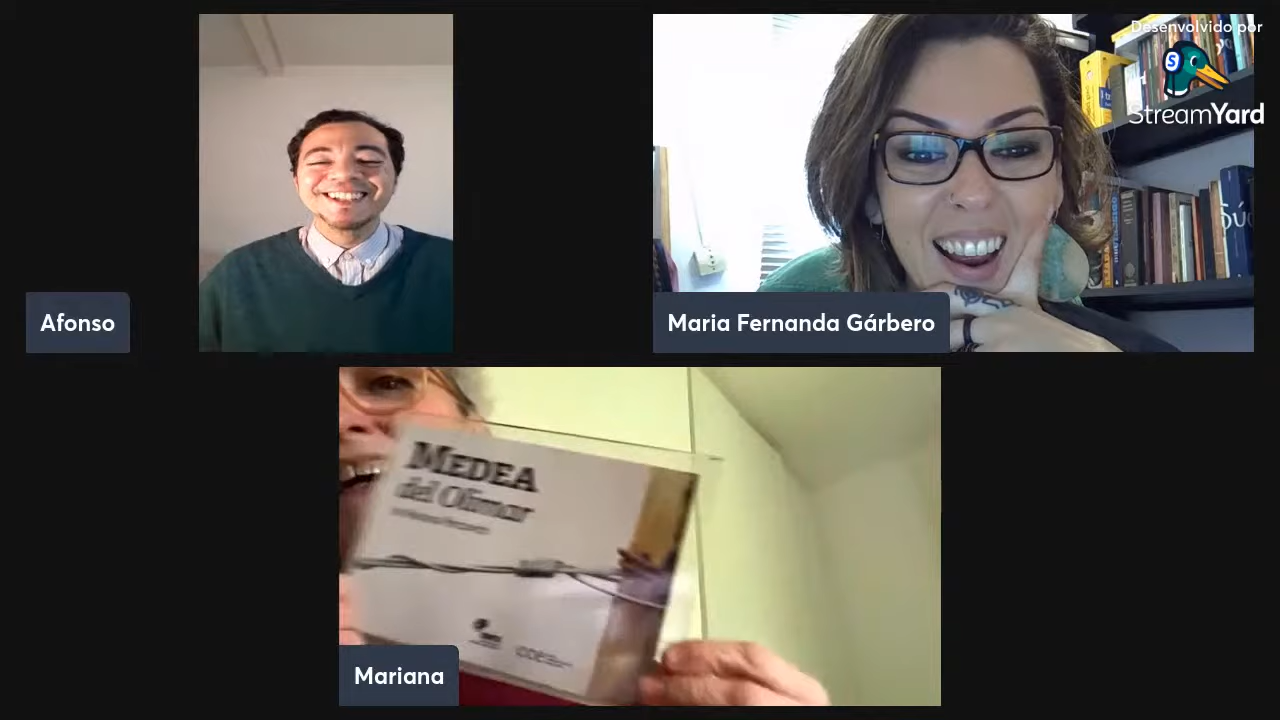 Desenvolvido por
S
StreamYard
Afonso
Maria Fernanda Gárbero
MEDEA
del Olimar
Mariana